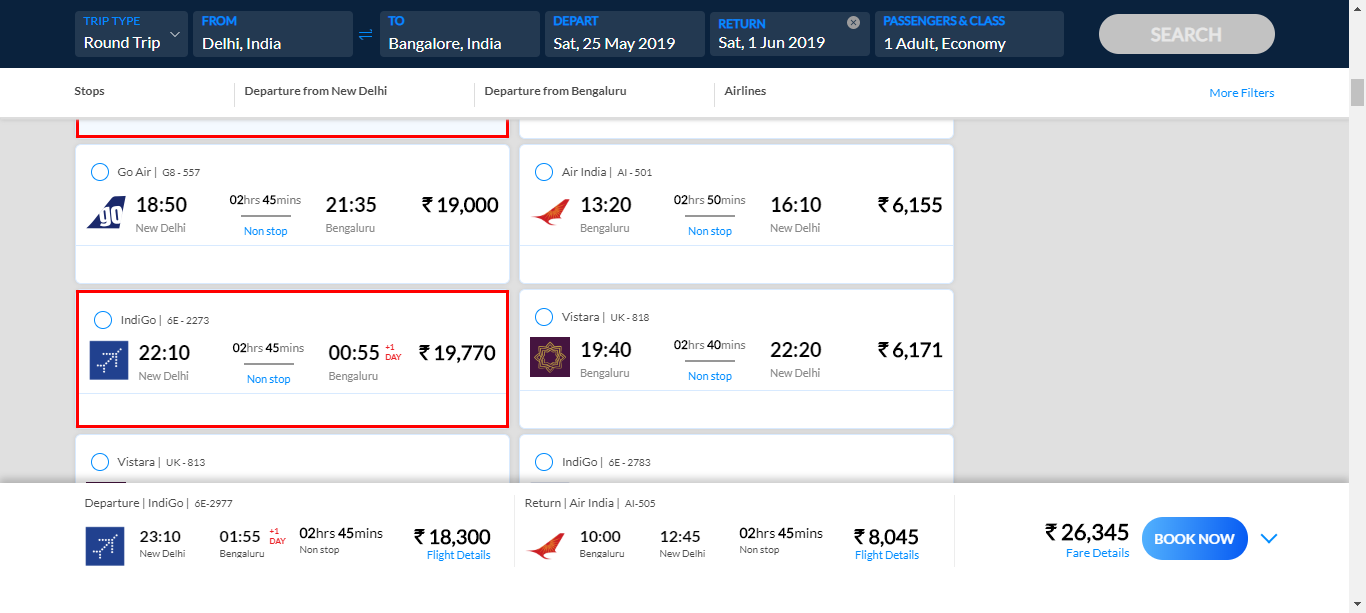 TRIP TYPE
Round Trip
FROM
Delhi, India
TO
Bangalore, India
DEPART
Sat, 25 May 2019
RETURN
Sat, 1 Jun 2019
PASSENGERS & CLASS
1 Adult, Economy
SEARCH
Stops
Departure from New Delhi
Departure from Bengaluru
Airlines
More Filters
Go Air | G8 - 557
go 18:50 02hrs 45mins 21:35 ₹ 19,000
New Delhi Non stop Bengaluru
Air India | AI - 501
13:20 02hrs 50mins 16:10 ₹ 6,155
Bengaluru Non stop New Delhi
IndiGo | 6E - 2273
22:10 02hrs 45mins 00:55 +1 DAY ₹ 19,770
New Delhi Non stop Bengaluru
Vistara | UK - 818
19:40 02hrs 40mins 22:20 ₹ 6,171
Bengaluru Non stop New Delhi
Vistara | UK - 813
IndiGo | 6E - 2783
Departure | IndiGo | 6E-2977
23:10 01:55 +1 DAY 02hrs 45mins ₹ 18,300
New Delhi Bengaluru Non stop Flight Details
Return | Air India | AI-505
10:00 12:45 02hrs 45mins ₹ 8,045
Bengaluru New Delhi Non stop Flight Details
₹ 26,345
Fare Details
BOOK NOW